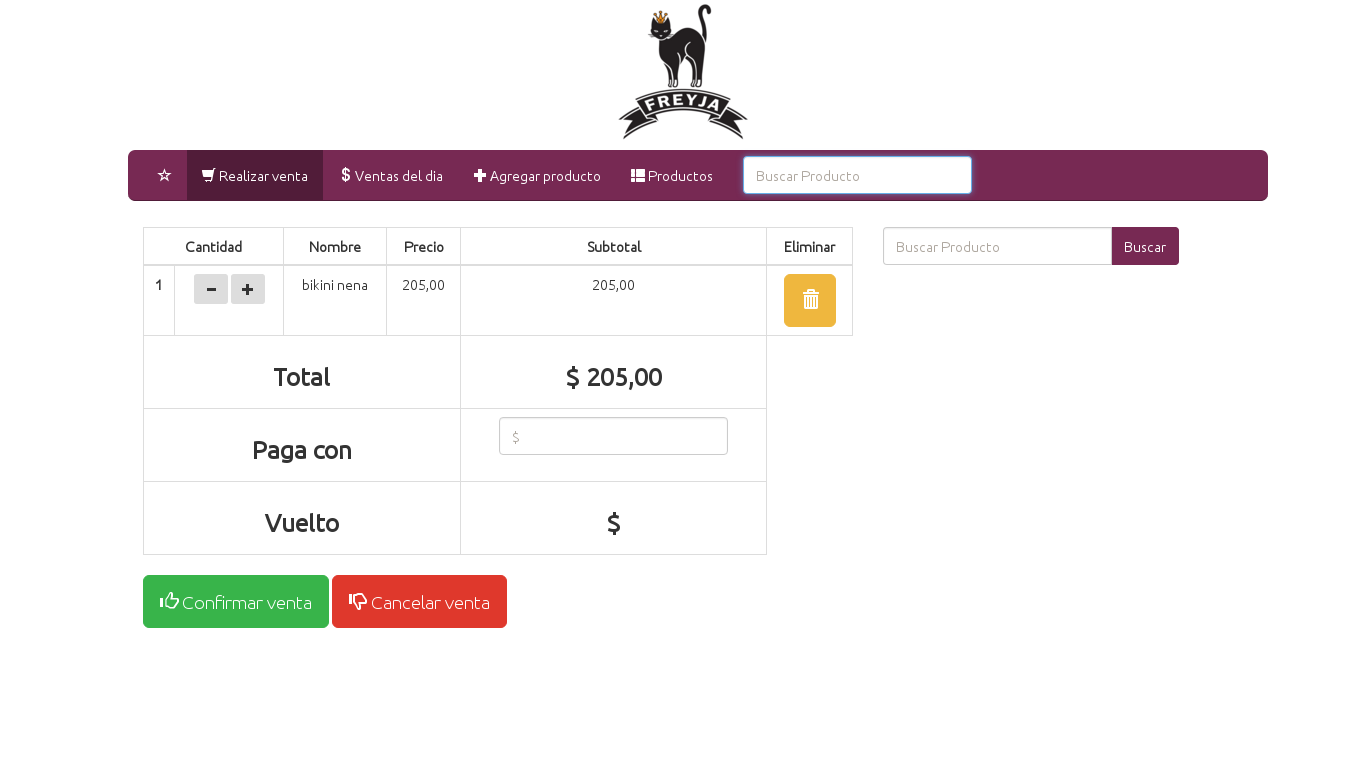 FREYJA
Realizar venta $ Ventas del dia Agregar producto Productos Buscar Producto
Cantidad Nombre Precio Subtotal Eliminar
Buscar Producto Buscar
1 - + bikini nena 205,00 205,00
Total $ 205,00
Paga con $
Vuelto $
Confirmar venta Cancelar venta